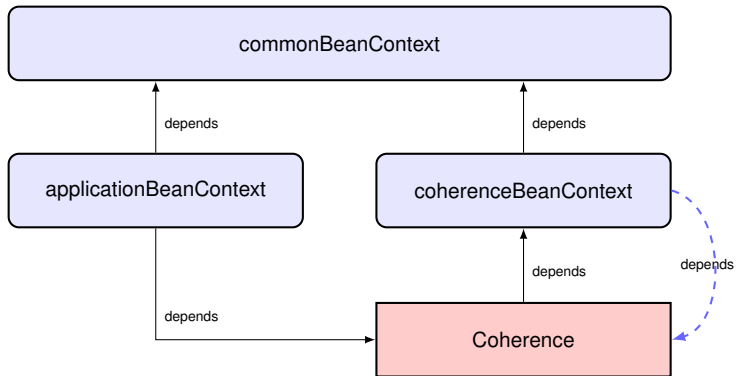 commonBeanContext
depends
depends
applicationBeanContext
coherenceBeanContext
depends
depends
depends
Coherence